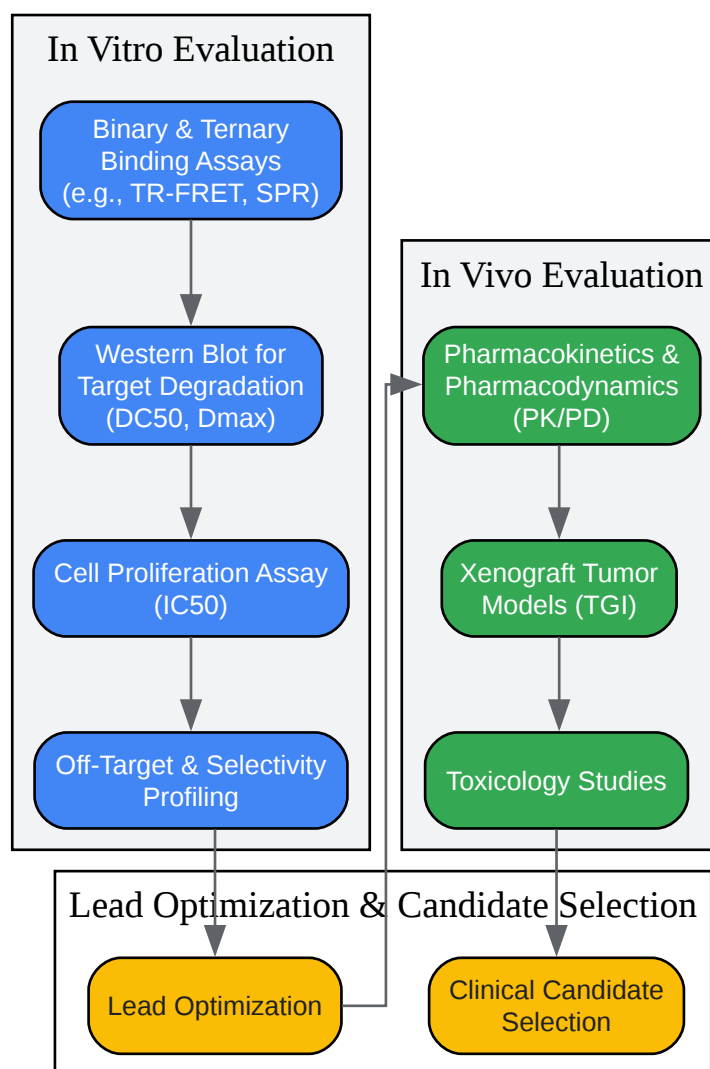 In Vitro Evaluation
Binary & Ternary
Binding Assays
(e.g., TR-FRET, SPR)
Western Blot for
Target Degradation
(DC50, Dmax)
Cell Proliferation Assay
(IC50)
Off-Target & Selectivity
Profiling
In Vivo Evaluation
Pharmacokinetics &
Pharmacodynamics
(PK/PD)
Xenograft Tumor
Models (TGI)
Toxicology Studies
Lead Optimization & Candidate Selection
Lead Optimization
Clinical Candidate
Selection